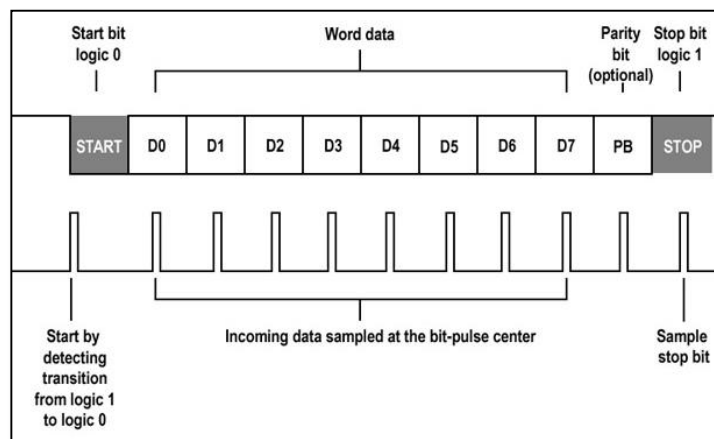 Start bit
logic 0
Word data
Parity
bit
(optional)
Stop bit
logic 1
START D0 D1 D2 D3 D4 D5 D6 D7 PB STOP
Start by
detecting
transition
from logic 1
to logic 0
Incoming data sampled at the bit-pulse center
Sample
stop bit